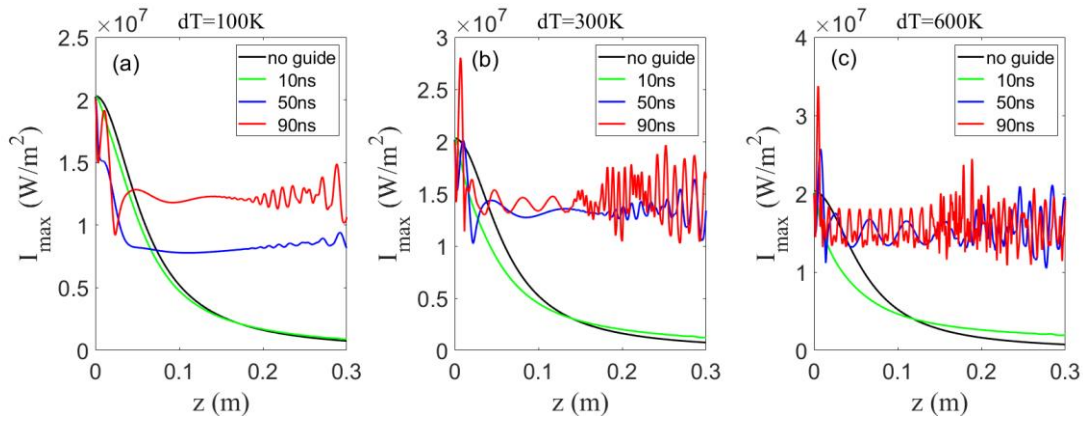 dT=100K
×10⁷
2.5
2
1.5
1
0.5
0
0
0.1
0.2
0.3
I_max (W/m²)
z (m)
(a)
no guide
10ns
50ns
90ns
dT=300K
×10⁷
3
2.5
2
1.5
1
0.5
0
0
0.1
0.2
0.3
I_max (W/m²)
z (m)
(b)
no guide
10ns
50ns
90ns
dT=600K
×10⁷
4
3
2
1
0
0
0.1
0.2
0.3
I_max (W/m²)
z (m)
(c)
no guide
10ns
50ns
90ns